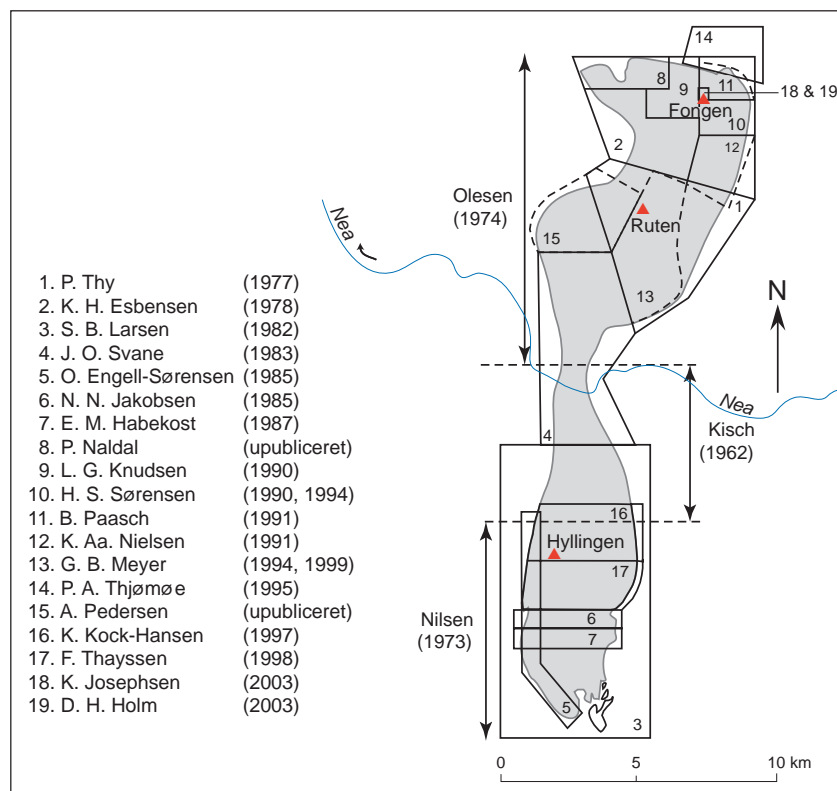 14
8
9
11
18 & 19
Fongen
10
12
2
1
Olesen
(1974)
Ruten
Nea
15
13
N
1. P. Thy (1977)
2. K. H. Esbensen (1978)
3. S. B. Larsen (1982)
4. J. O. Svane (1983)
5. O. Engell-Sørensen (1985)
6. N. N. Jakobsen (1985)
7. E. M. Habekost (1987)
8. P. Naldal (upubliceret)
9. L. G. Knudsen (1990)
10. H. S. Sørensen (1990, 1994)
11. B. Paasch (1991)
12. K. Aa. Nielsen (1991)
13. G. B. Meyer (1994, 1999)
14. P. A. Thjømøe (1995)
15. A. Pedersen (upubliceret)
16. K. Kock-Hansen (1997)
17. F. Thayssen (1998)
18. K. Josephsen (2003)
19. D. H. Holm (2003)
Nea
Kisch
(1962)
4
16
Hyllingen
17
Nilsen
(1973)
6
7
5
3
0 5 10 km